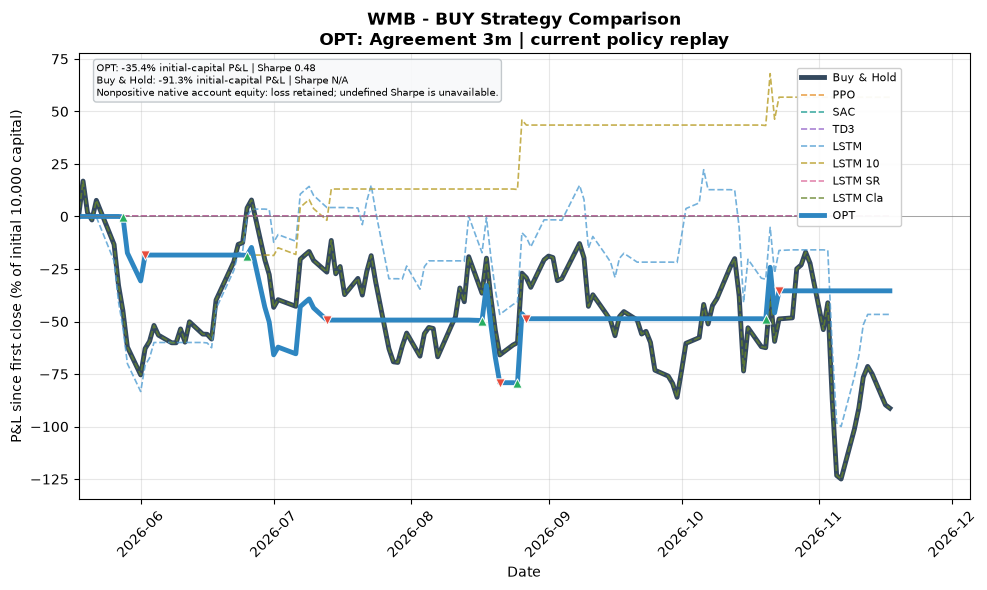 WMB - BUY Strategy Comparison
OPT: Agreement 3m | current policy replay
OPT: -35.4% initial-capital P&L | Sharpe 0.48
Buy & Hold: -91.3% initial-capital P&L | Sharpe N/A
Nonpositive native account equity: loss retained; undefined Sharpe is unavailable.
Buy & Hold
PPO
SAC
TD3
LSTM
LSTM 10
LSTM SR
LSTM Cla
OPT
P&L since first close (% of initial 10,000 capital)
75
50
25
0
−25
−50
−75
−100
−125
2026-06
2026-07
2026-08
2026-09
2026-10
2026-11
2026-12
Date